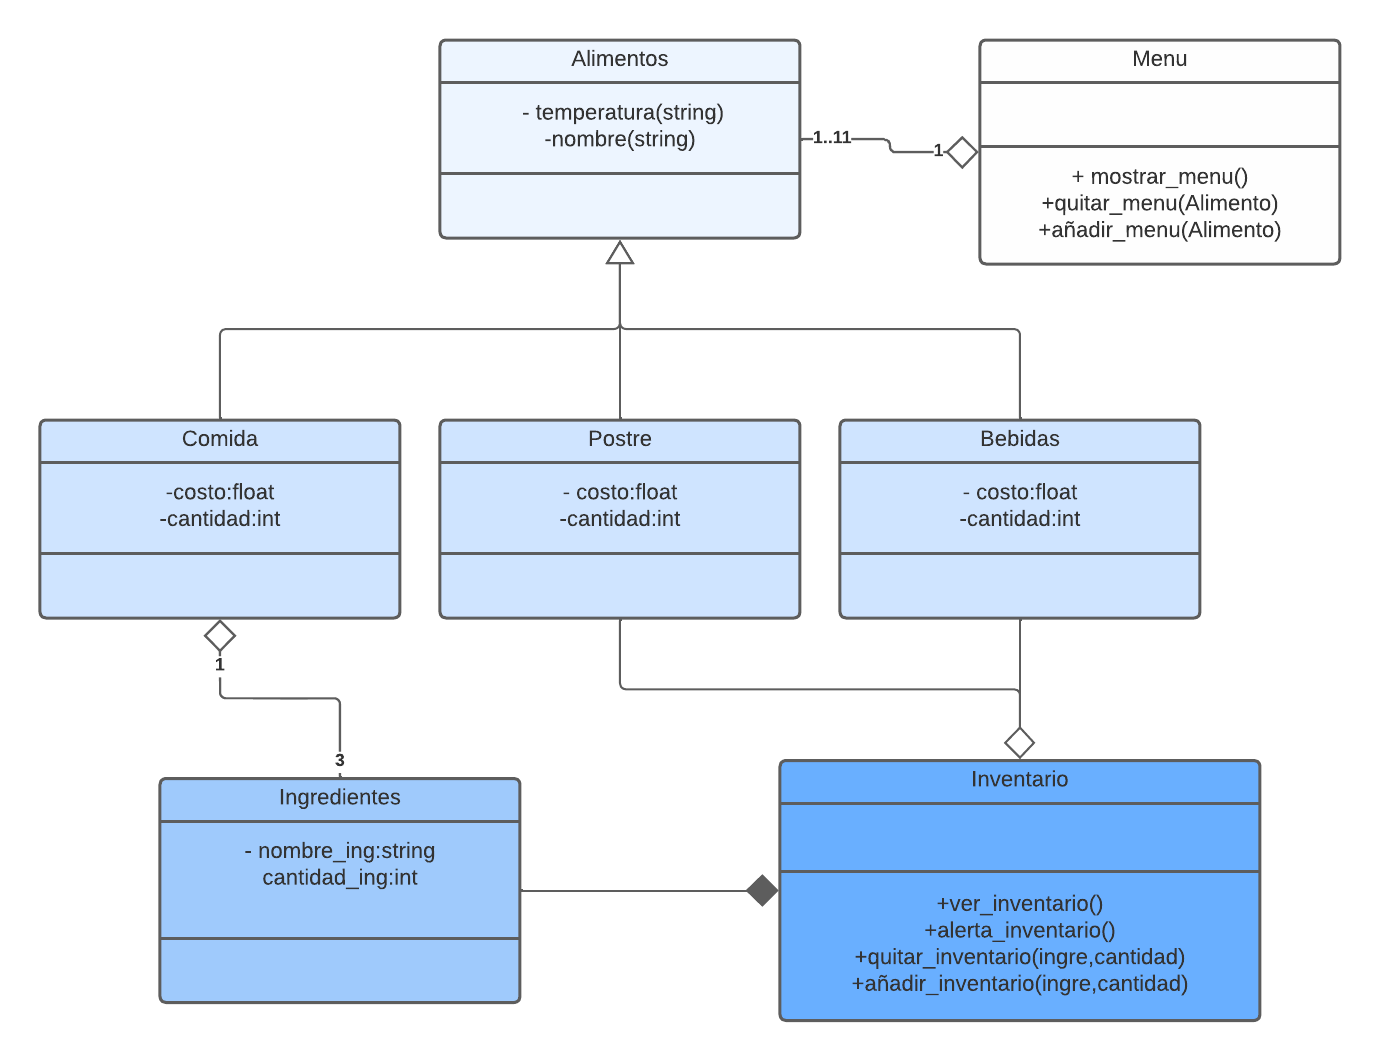 Alimentos
- temperatura(string)
-nombre(string)
1..11
1
Menu
+ mostrar_menu()
+quitar_menu(Alimento)
+añadir_menu(Alimento)
Comida
-costo:float
-cantidad:int
Postre
- costo:float
-cantidad:int
Bebidas
- costo:float
-cantidad:int
1
3
Ingredientes
- nombre_ing:string
cantidad_ing:int
Inventario
+ver_inventario()
+alerta_inventario()
+quitar_inventario(ingre,cantidad)
+añadir_inventario(ingre,cantidad)